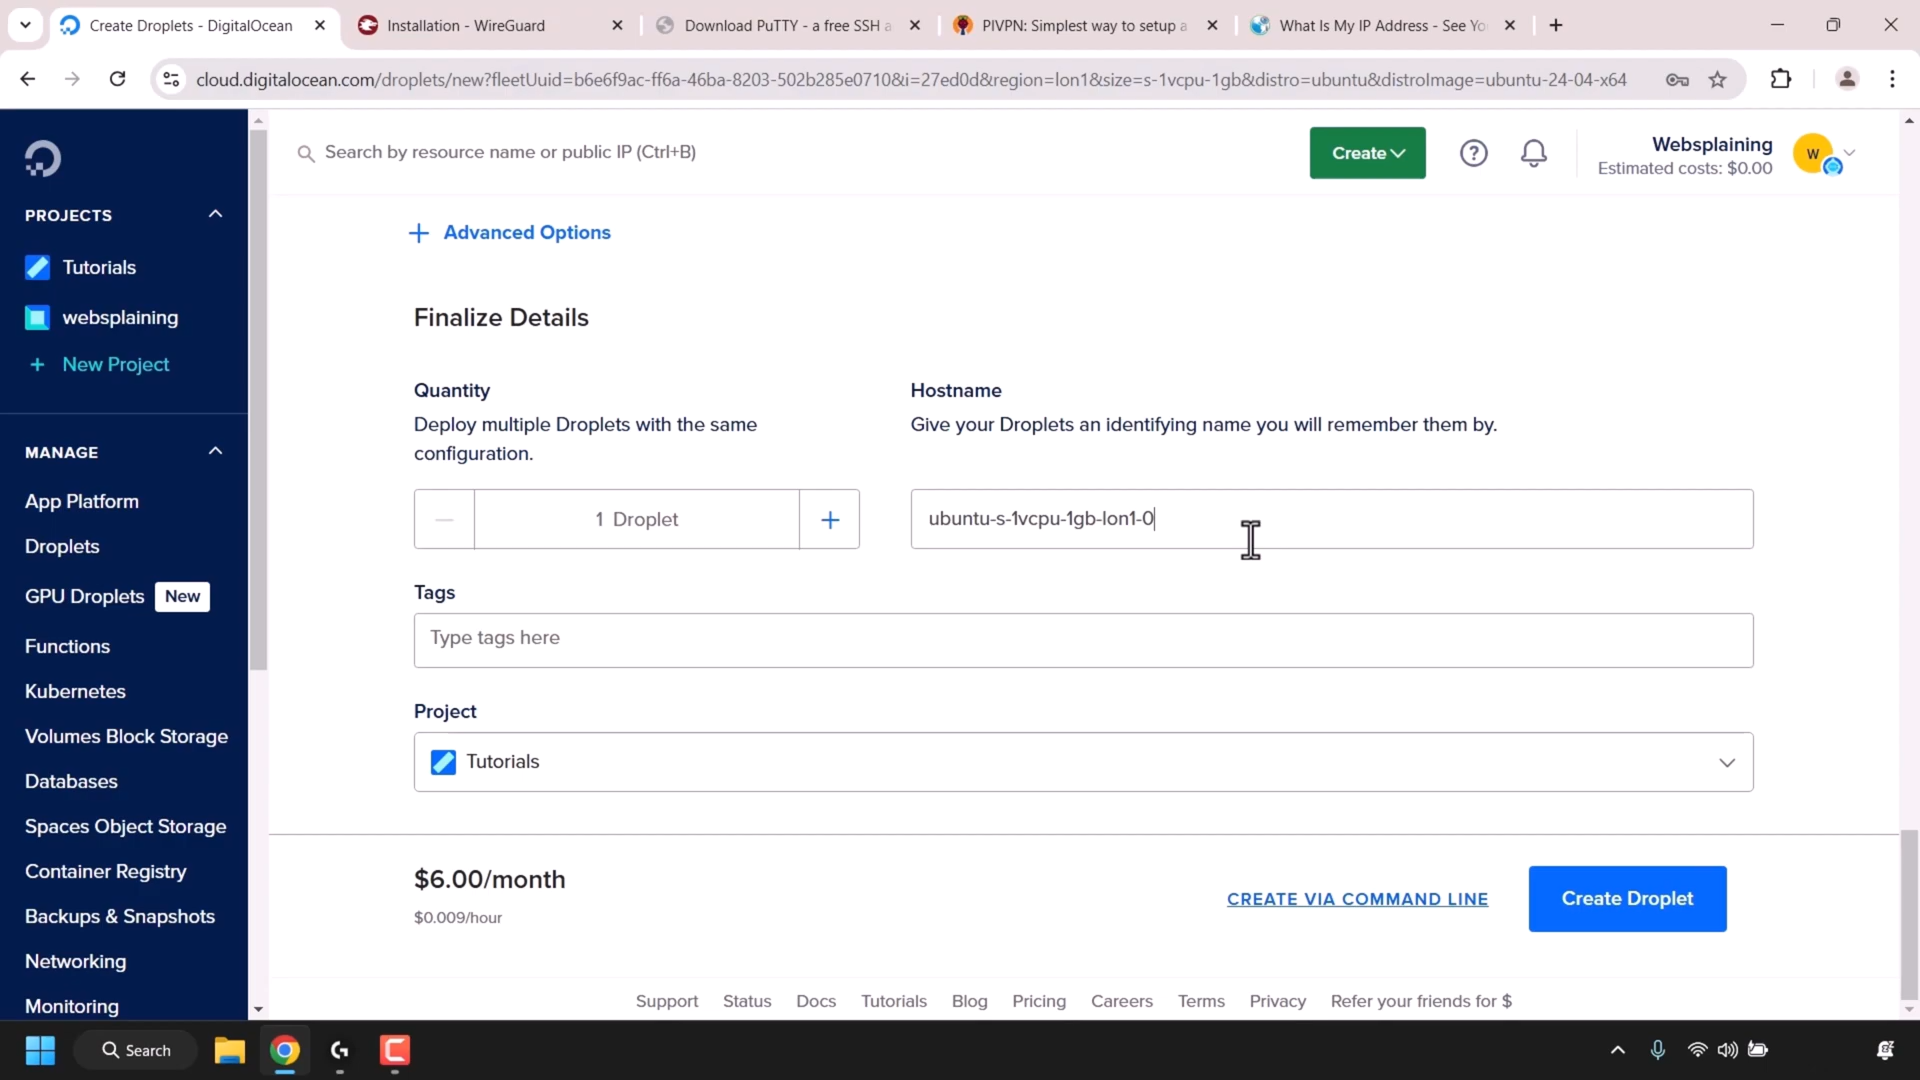 Create Droplets - DigitalOcean
Installation - WireGuard
Download PuTTY - a free SSH a
PIVPN: Simplest way to setup a
What Is My IP Address - See Yo
cloud.digitalocean.com/droplets/new?fleetUuid=b6e6f9ac-ff6a-46ba-8203-502b285e0710&i=27ed0d&region=lon1&size=s-1vcpu-1gb&distro=ubuntu&distroImage=ubuntu-24-04-x64
Search by resource name or public IP (Ctrl+B)
Create
Websplaining
Estimated costs: $0.00
W
PROJECTS
Tutorials
websplaining
+ New Project
MANAGE
App Platform
Droplets
GPU Droplets New
Functions
Kubernetes
Volumes Block Storage
Databases
Spaces Object Storage
Container Registry
Backups & Snapshots
Networking
Monitoring
+ Advanced Options
Finalize Details
Quantity
Deploy multiple Droplets with the same
configuration.
1 Droplet
Hostname
Give your Droplets an identifying name you will remember them by.
ubuntu-s-1vcpu-1gb-lon1-0
Tags
Type tags here
Project
Tutorials
$6.00/month
$0.009/hour
CREATE VIA COMMAND LINE
Create Droplet
Support Status Docs Tutorials Blog Pricing Careers Terms Privacy Refer your friends for $
Search